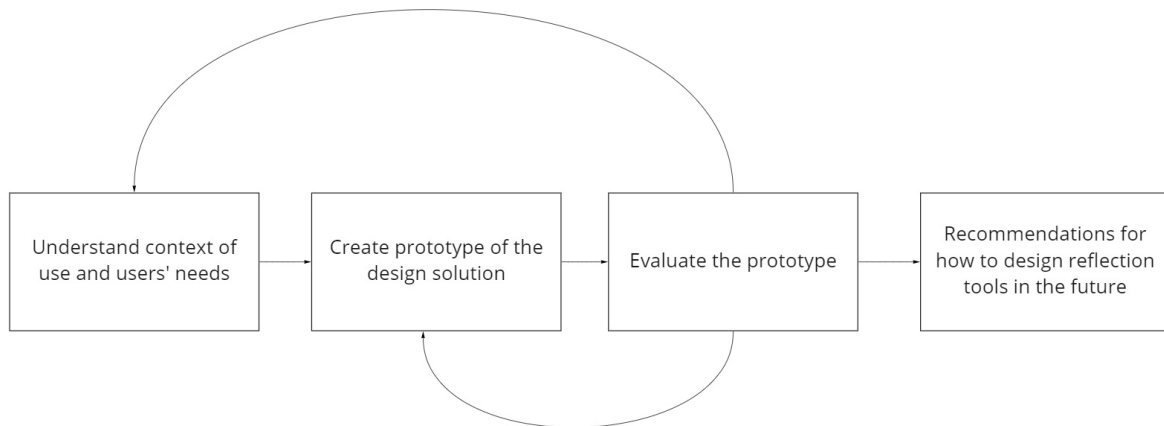 Understand context of
use and users' needs
Create prototype of the
design solution
Evaluate the prototype
Recommendations for
how to design reflection
tools in the future